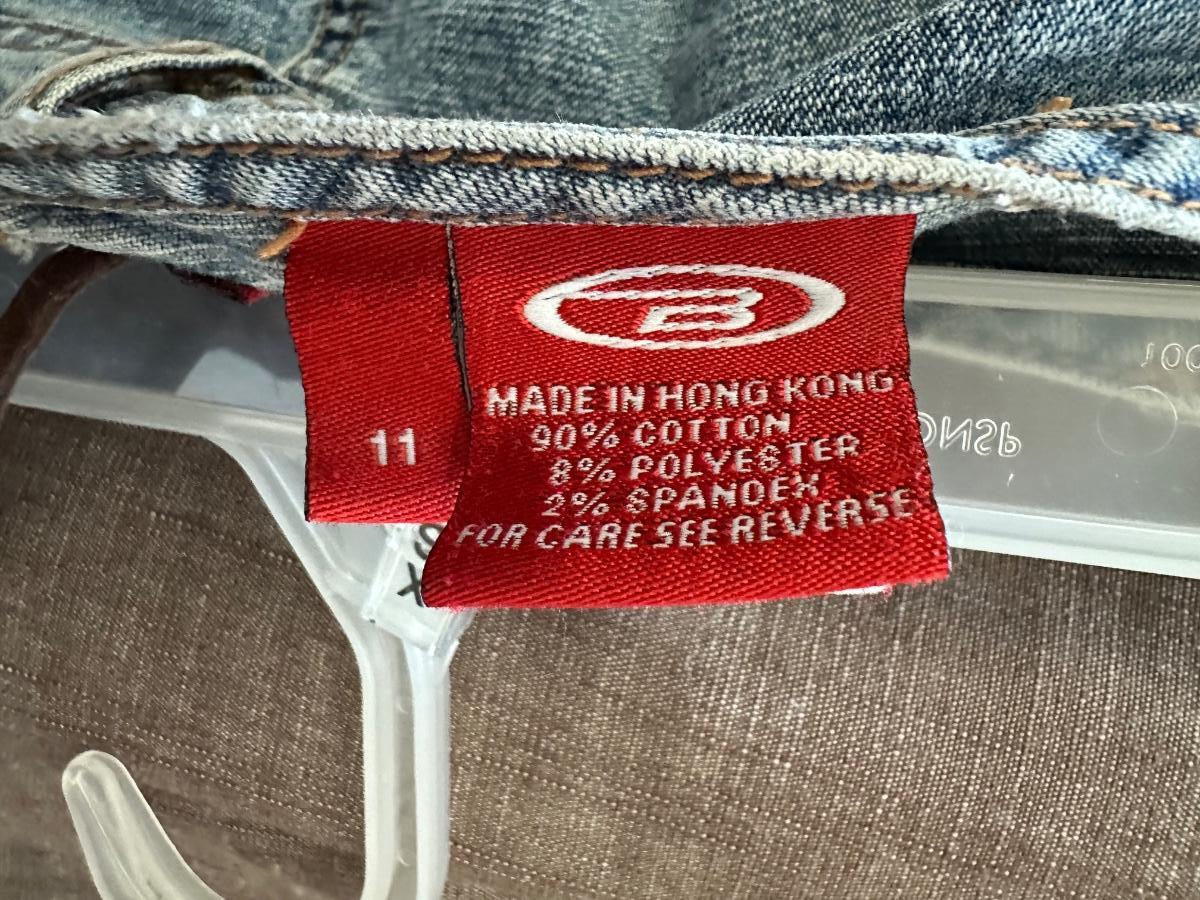 B
MADE IN HONG KONG
90% COTTON
8% POLYESTER
2% SPANDEX
FOR CARE SEE REVERSE
11